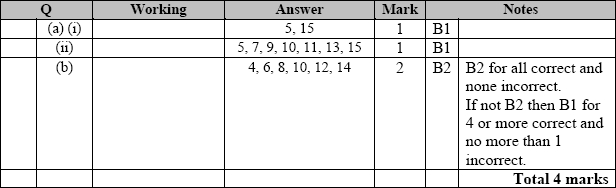 Q Working Answer Mark Notes
(a) (i) 5, 15 1 B1
(ii) 5, 7, 9, 10, 11, 13, 15 1 B1
(b) 4, 6, 8, 10, 12, 14 2 B2 B2 for all correct and
none incorrect.
If not B2 then B1 for
4 or more correct and
no more than 1
incorrect.
Total 4 marks